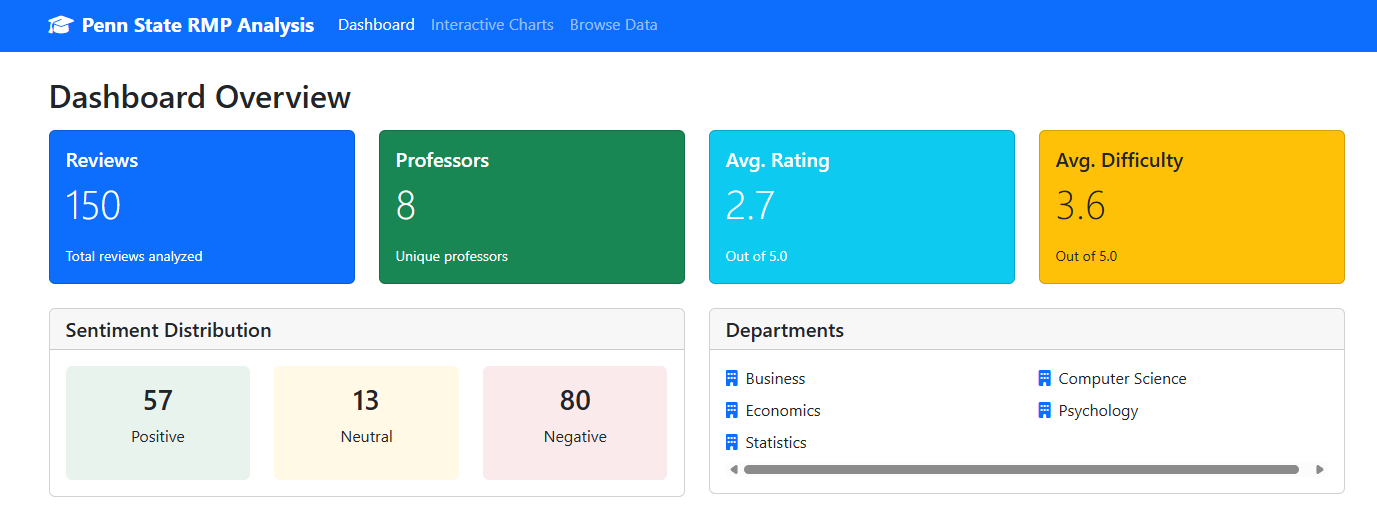 Penn State RMP Analysis Dashboard Interactive Charts Browse Data
Dashboard Overview
Reviews
150
Total reviews analyzed
Professors
8
Unique professors
Avg. Rating
2.7
Out of 5.0
Avg. Difficulty
3.6
Out of 5.0
Sentiment Distribution
57
Positive
13
Neutral
80
Negative
Departments
Business
Computer Science
Economics
Psychology
Statistics